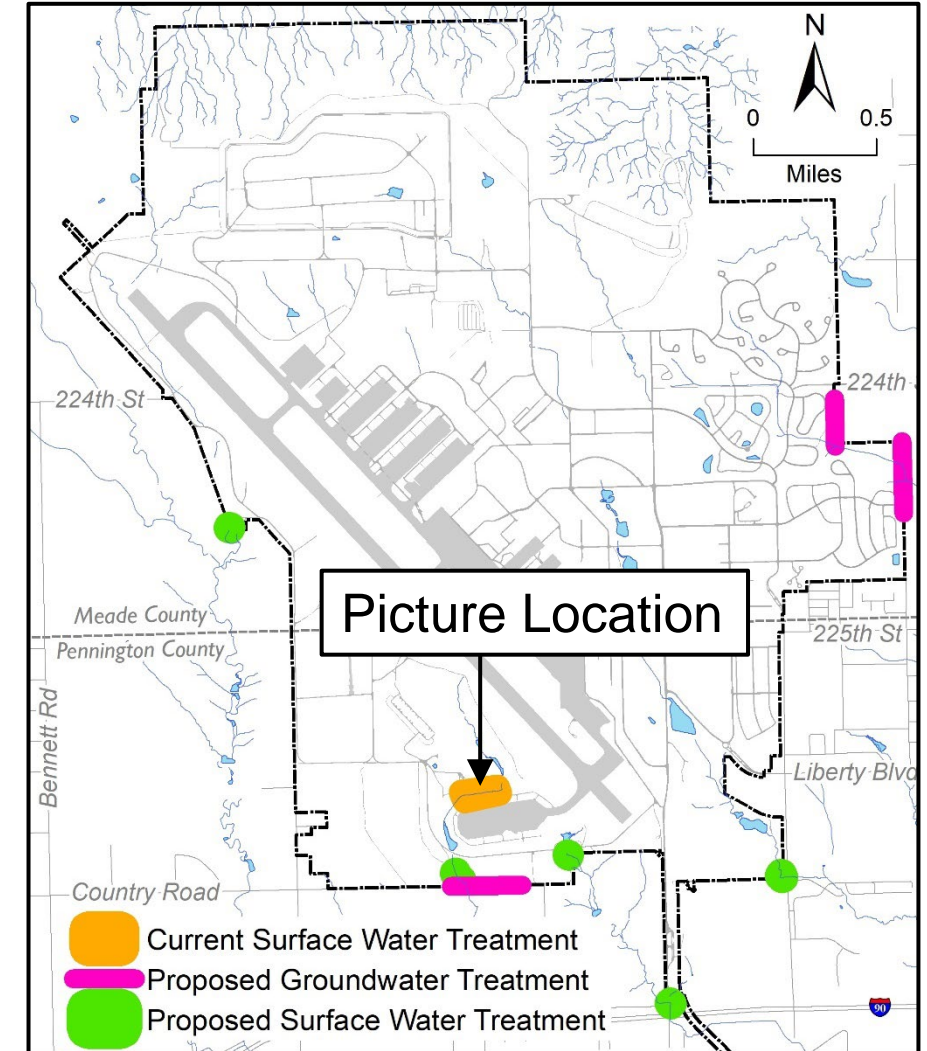 N
0 0.5
Miles
224th St
224th
Picture Location
Meade County
Pennington County
225th St
Bennett Rd
Liberty Blvd
Country Road
Current Surface Water Treatment
Proposed Groundwater Treatment
Proposed Surface Water Treatment
90